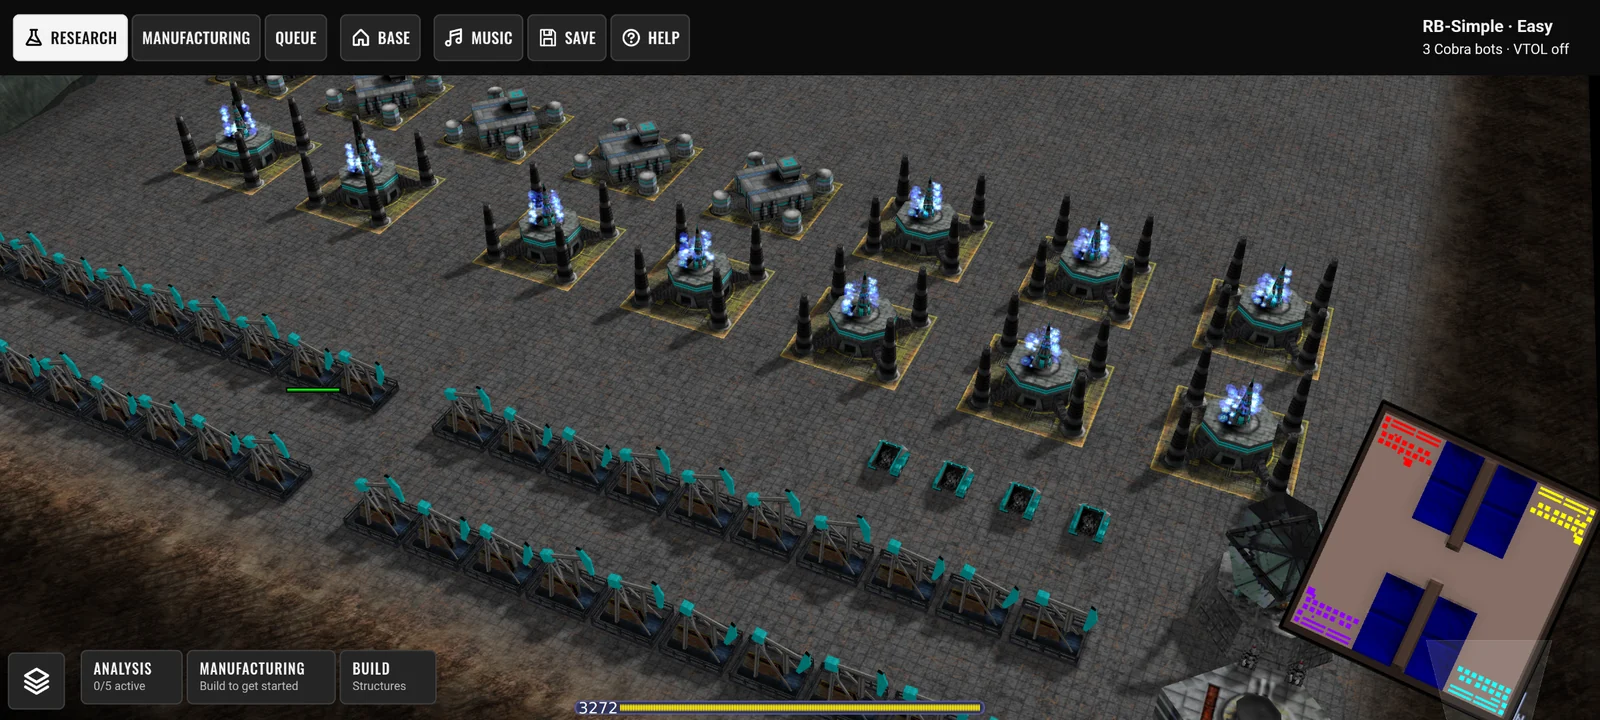 RESEARCH
MANUFACTURING
QUEUE
BASE
MUSIC
SAVE
HELP
RB-Simple · Easy
3 Cobra bots · VTOL off
ANALYSIS
0/5 active
MANUFACTURING
Build to get started
BUILD
Structures
3272